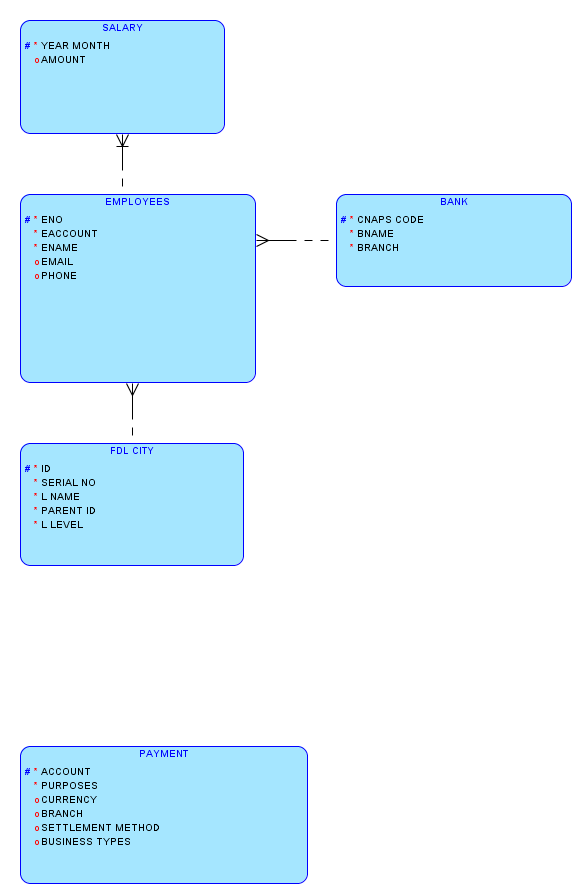 SALARY
# * YEAR MONTH
o AMOUNT
EMPLOYEES
# * ENO
* EACCOUNT
* ENAME
o EMAIL
o PHONE
BANK
# * CNAPS CODE
* BNAME
* BRANCH
FDL CITY
# * ID
* SERIAL NO
* L NAME
* PARENT ID
* L LEVEL
PAYMENT
# * ACCOUNT
* PURPOSES
o CURRENCY
o BRANCH
o SETTLEMENT METHOD
o BUSINESS TYPES